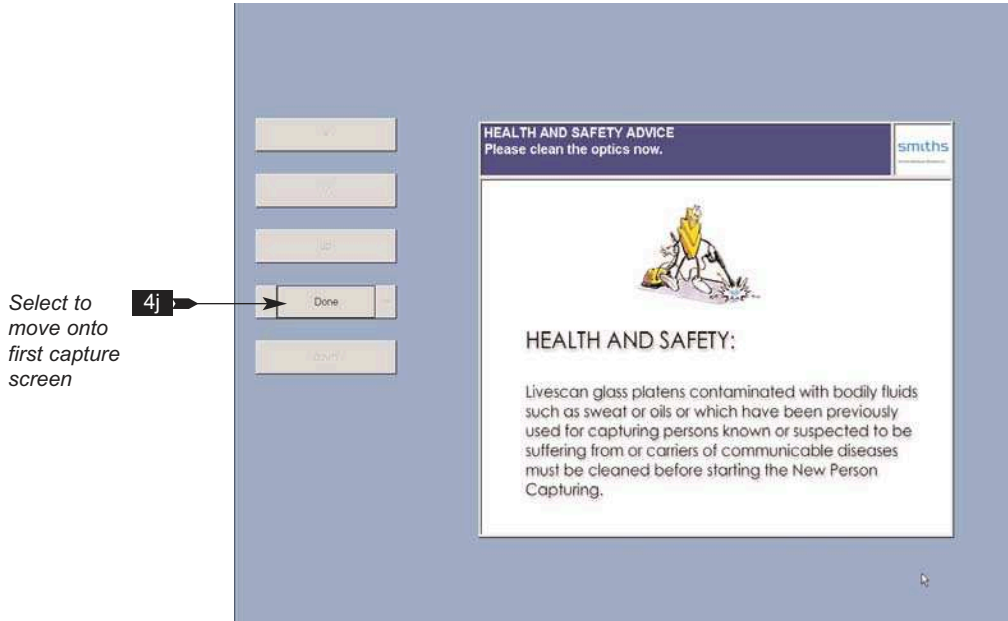 HEALTH AND SAFETY ADVICE
Please clean the optics now.
smiths
Select to
move onto
first capture
screen
4j
Done
HEALTH AND SAFETY:
Livescan glass platens contaminated with bodily fluids
such as sweat or oils or which have been previously
used for capturing persons known or suspected to be
suffering from or carriers of communicable diseases
must be cleaned before starting the New Person
Capturing.